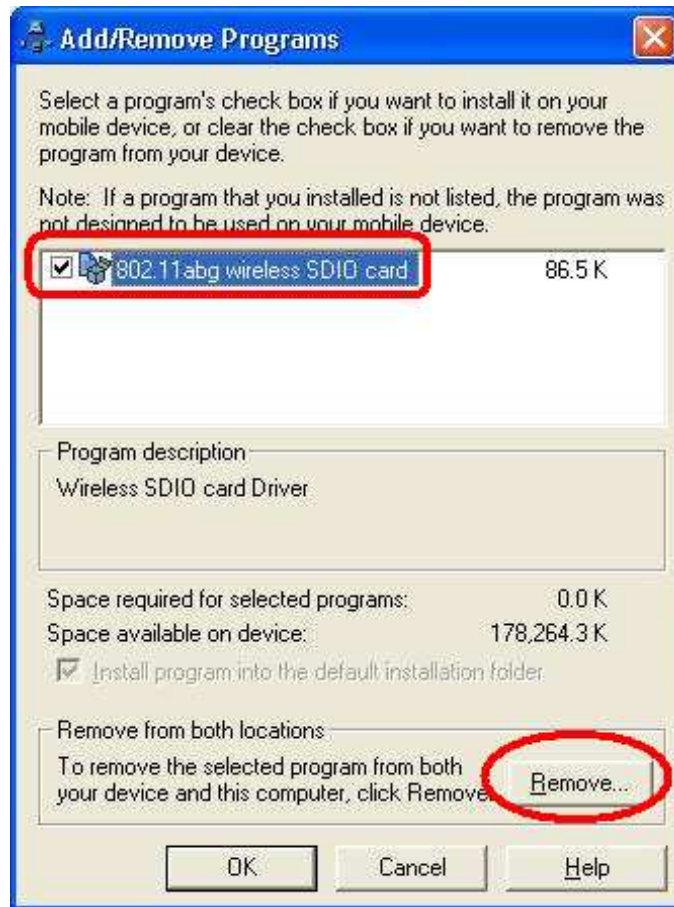 Add/Remove Programs
Select a program's check box if you want to install it on your
mobile device, or clear the check box if you want to remove the
program from your device.
Note: If a program that you installed is not listed, the program was
not designed to be used on your mobile device.
802.11abg wireless SDIO card 86.5 K
Program description
Wireless SDIO card Driver
Space required for selected programs: 0.0 K
Space available on device: 178,264.3 K
Install program into the default installation folder
Remove from both locations
To remove the selected program from both
your device and this computer, click Remove.
Remove...
OK Cancel Help